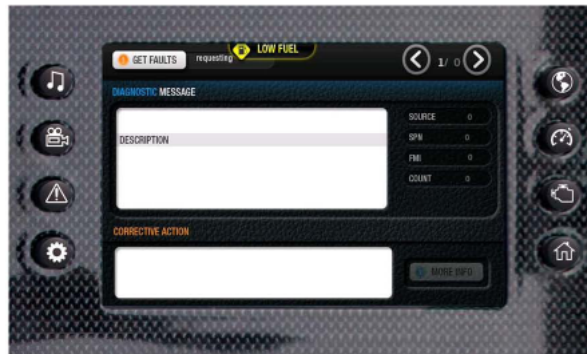 LOW FUEL
GET FAULTS requesting 1/ 0
DIAGNOSTIC MESSAGE
SOURCE 0
DESCRIPTION SPN 0
FMI 0
COUNT 0
CORRECTIVE ACTION
MORE INFO